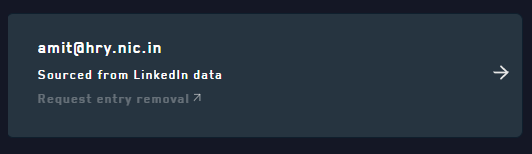 amit@hry.nic.in
Sourced from LinkedIn data
Request entry removal